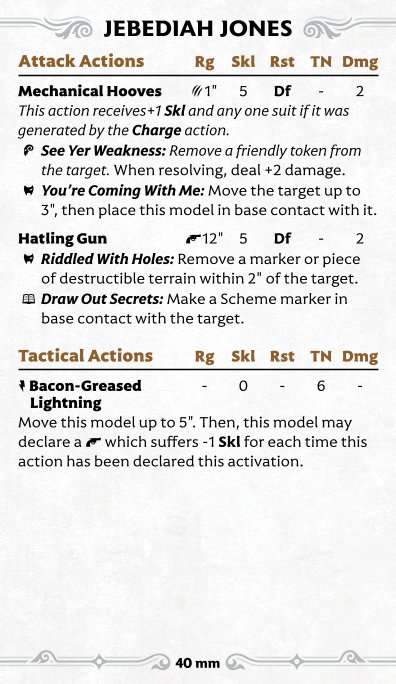 JEBEDIAH JONES
Attack Actions Rg Skl Rst TN Dmg
Mechanical Hooves 1" 5 Df - 2
This action receives+1 Skl and any one suit if it was
generated by the Charge action.
See Yer Weakness: Remove a friendly token from
the target. When resolving, deal +2 damage.
You're Coming With Me: Move the target up to
3", then place this model in base contact with it.
Hatling Gun 12" 5 Df - 2
Riddled With Holes: Remove a marker or piece
of destructible terrain within 2" of the target.
Draw Out Secrets: Make a Scheme marker in
base contact with the target.
Tactical Actions Rg Skl Rst TN Dmg
Bacon-Greased - 0 - 6 -
Lightning
Move this model up to 5". Then, this model may
declare a which suffers -1 Skl for each time this
action has been declared this activation.
40 mm